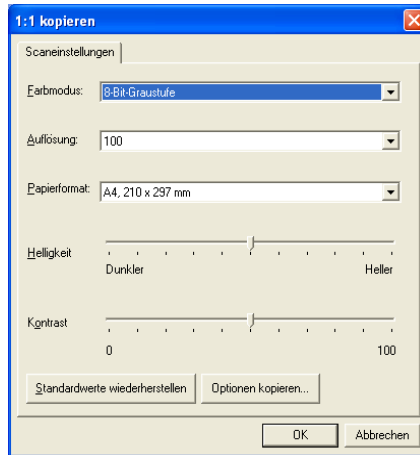 1:1 kopieren
Scaneinstellungen
Farbmodus: 8-Bit-Graustufe
Auflösung: 100
Papierformat: A4, 210 x 297 mm
Helligkeit
Dunkler Heller
Kontrast
0 100
Standardwerte wiederherstellen Optionen kopieren...
OK Abbrechen